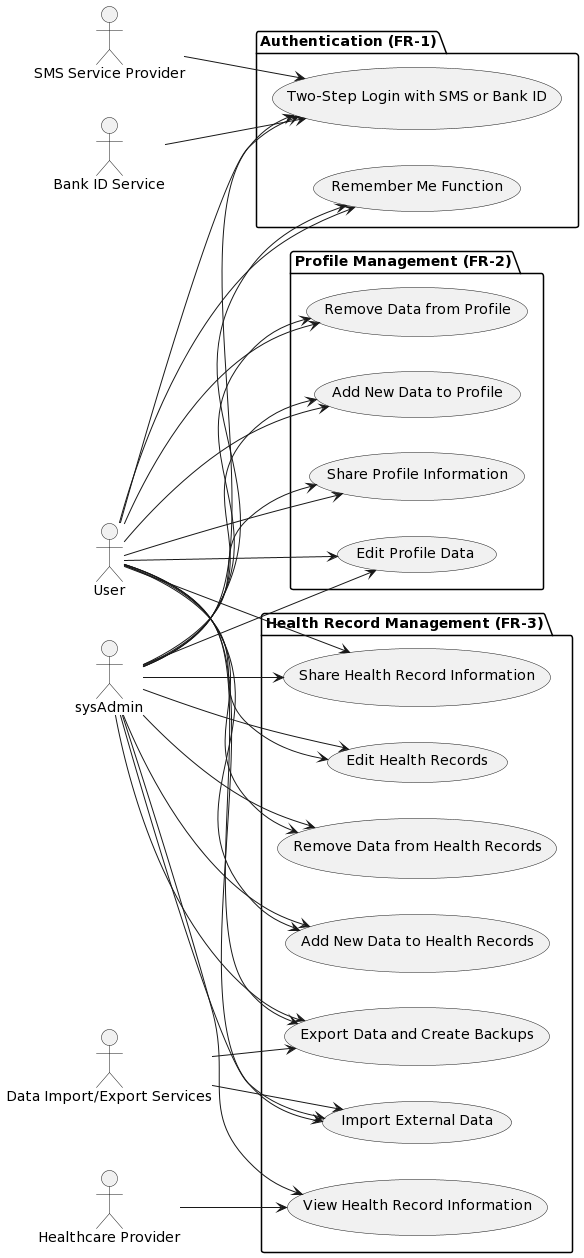 SMS Service Provider
Bank ID Service
User
sysAdmin
Data Import/Export Services
Healthcare Provider
Authentication (FR-1)
Two-Step Login with SMS or Bank ID
Remember Me Function
Profile Management (FR-2)
Remove Data from Profile
Add New Data to Profile
Share Profile Information
Edit Profile Data
Health Record Management (FR-3)
Share Health Record Information
Edit Health Records
Remove Data from Health Records
Add New Data to Health Records
Export Data and Create Backups
Import External Data
View Health Record Information